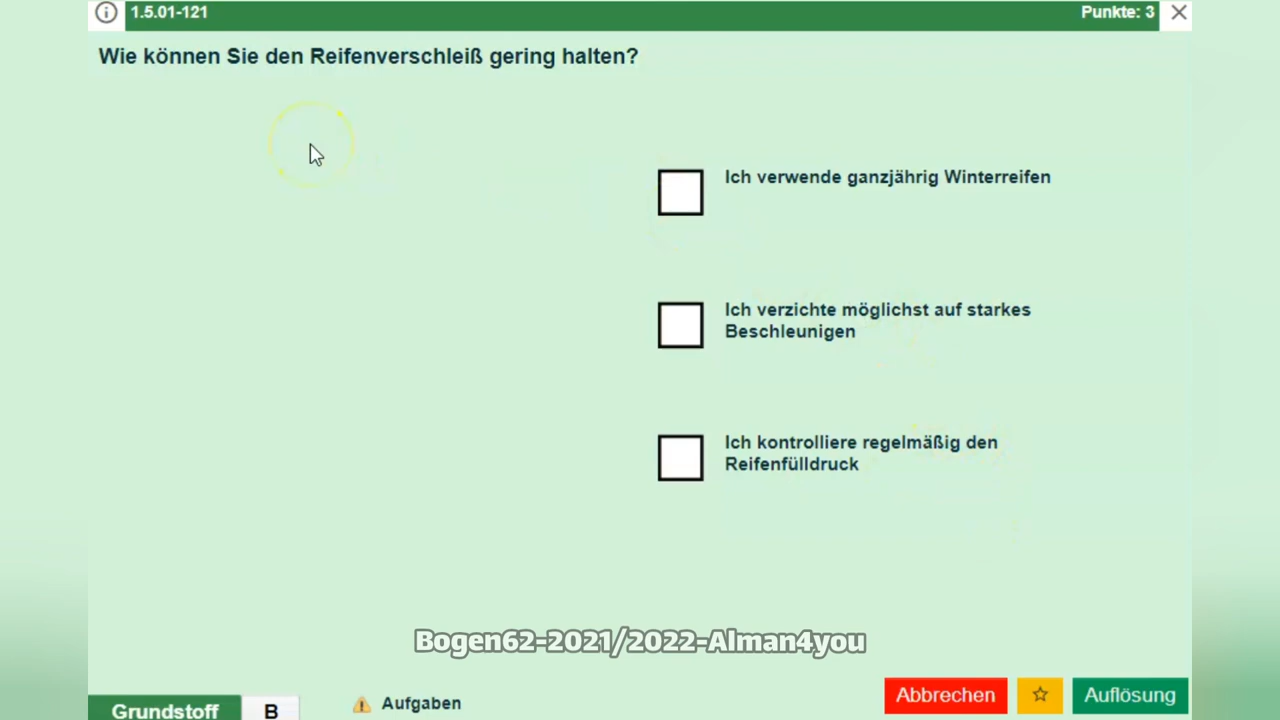 1.5.01-121
Punkte: 3
Wie können Sie den Reifenverschleiß gering halten?
Ich verwende ganzjährig Winterreifen
Ich verzichte möglichst auf starkes
Beschleunigen
Ich kontrolliere regelmäßig den
Reifenfülldruck
Bogen62-2021/2022-Alman4you
Abbrechen
Auflösung
Grundstoff
B
Aufgaben